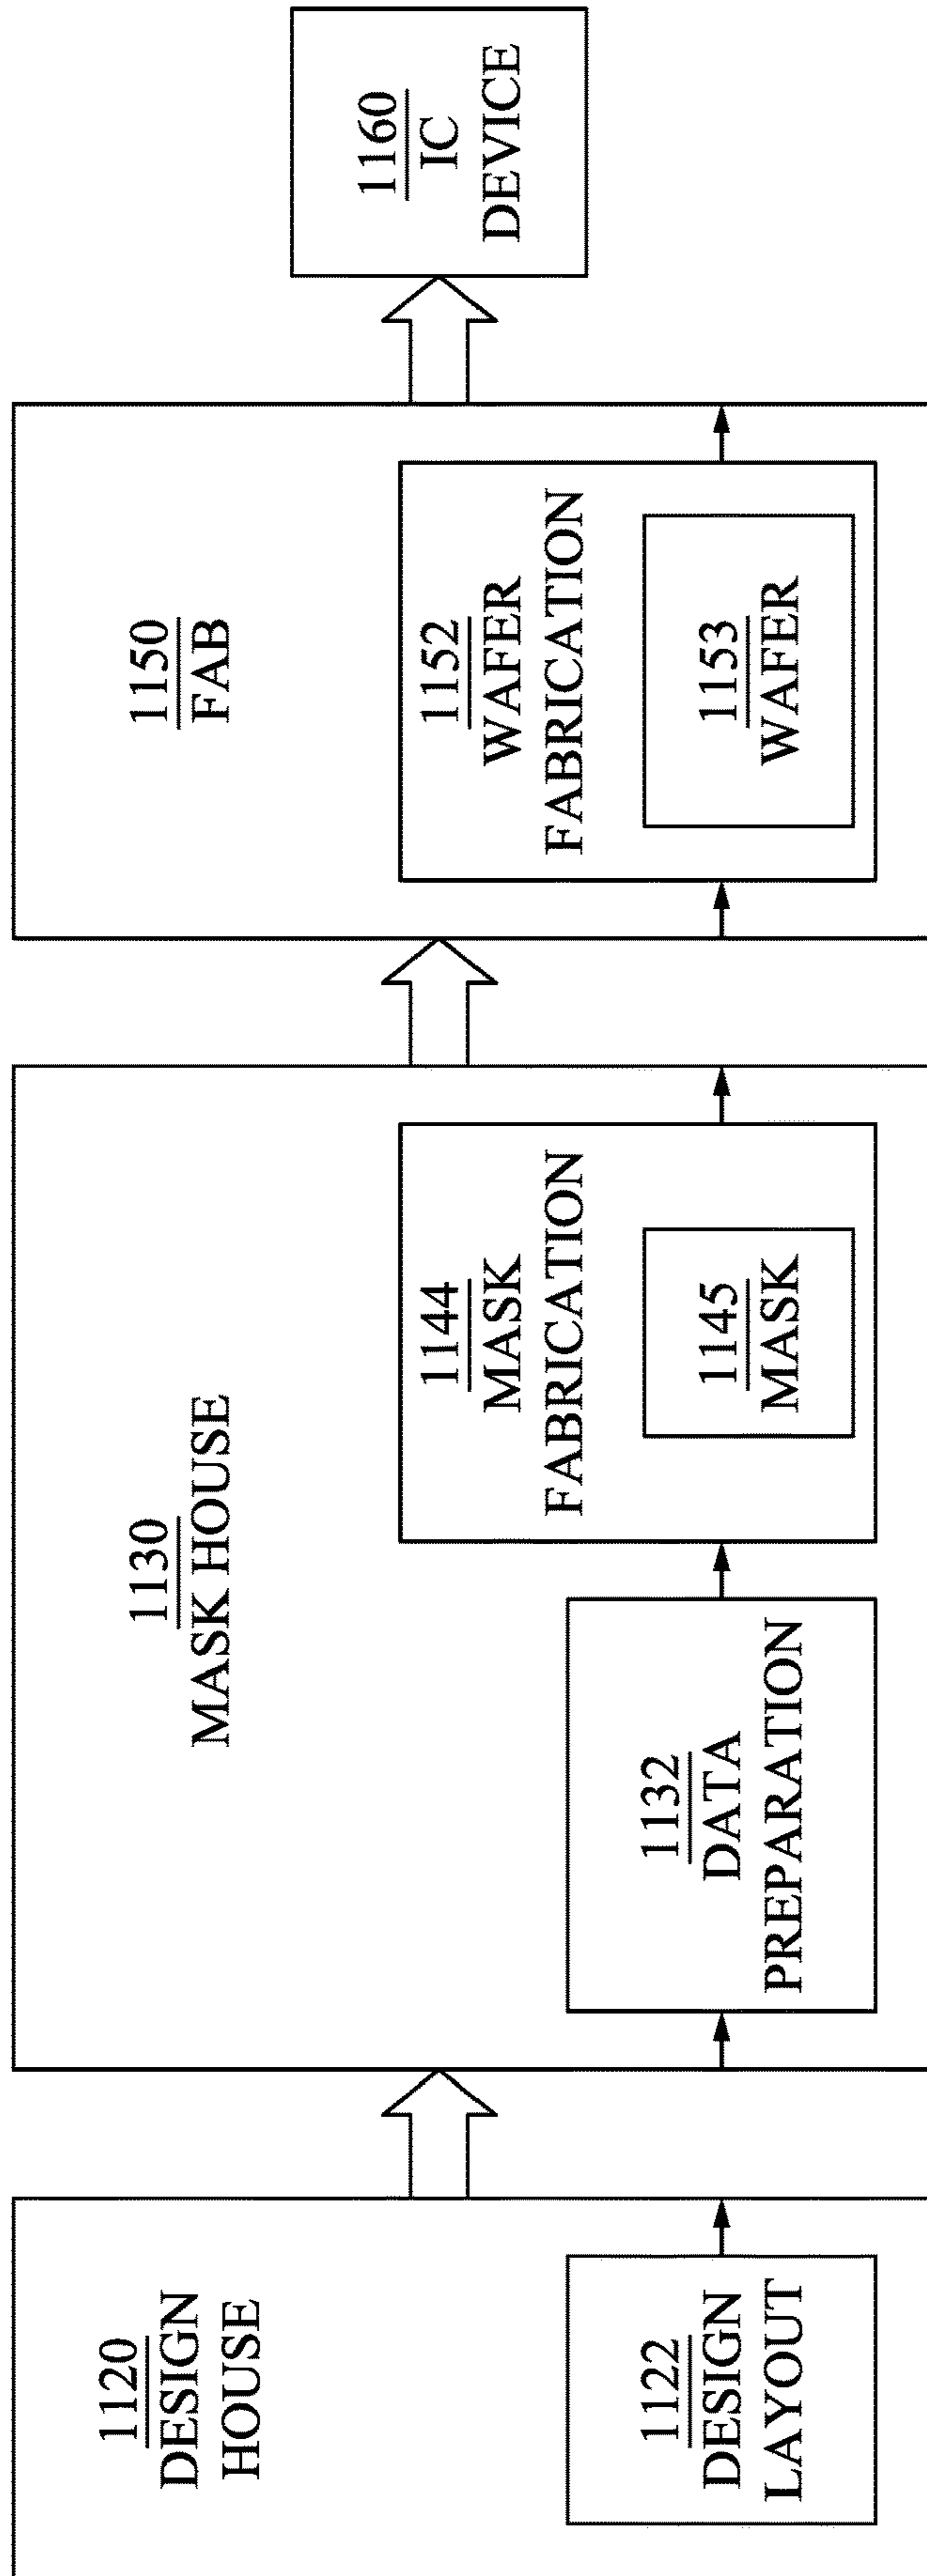 1120
DESIGN
HOUSE
1122
DESIGN
LAYOUT
1130
MASK HOUSE
1132
DATA
PREPARATION
1144
MASK
FABRICATION
1145
MASK
1150
FAB
1152
WAFER
FABRICATION
1153
WAFER
1160
IC
DEVICE